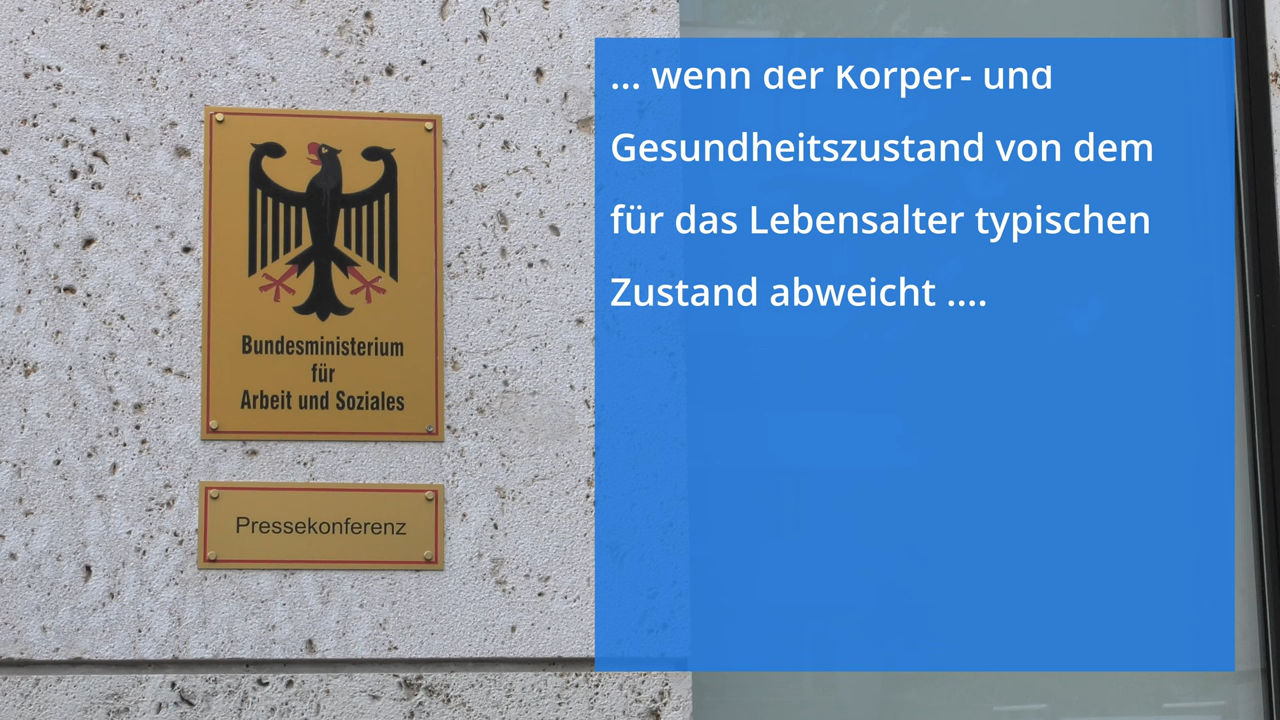 Bundesministerium
für
Arbeit und Soziales
Pressekonferenz
... wenn der Körper- und
Gesundheitszustand von dem
für das Lebensalter typischen
Zustand abweicht ....